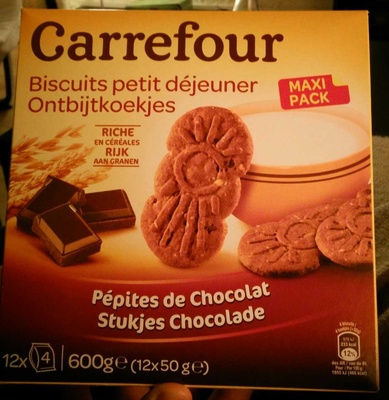 Carrefour
Biscuits petit déjeuner
Ontbijtkoekjes
MAXI
PACK
RICHE
EN CÉRÉALES
RIJK
AAN GRANEN
Pépites de Chocolat
Stukjes Chocolade
12x 4 600g℮ (12x50 g℮)
12%